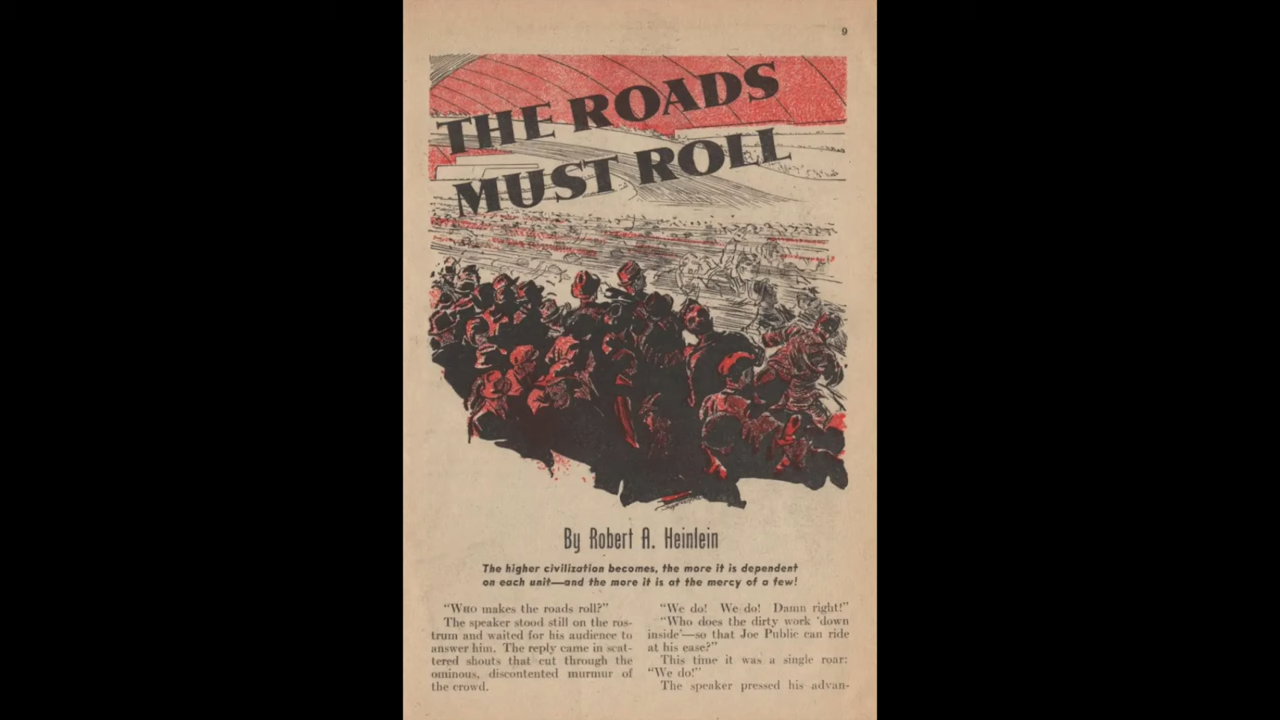 9
THE ROADS
MUST ROLL
By Robert A. Heinlein
The higher civilization becomes, the more it is dependent
on each unit—and the more it is at the mercy of a few!
"WHO makes the roads roll?"
The speaker stood still on the ros-
trum and waited for his audience to
answer him. The reply came in scat-
tered shouts that cut through the
ominous, discontented murmur of
the crowd.
"We do! We do! Damn right!"
"Who does the dirty work 'down
inside'—so that Joe Public can ride
at his ease?"
This time it was a single roar:
"We do!"
The speaker pressed his advan-